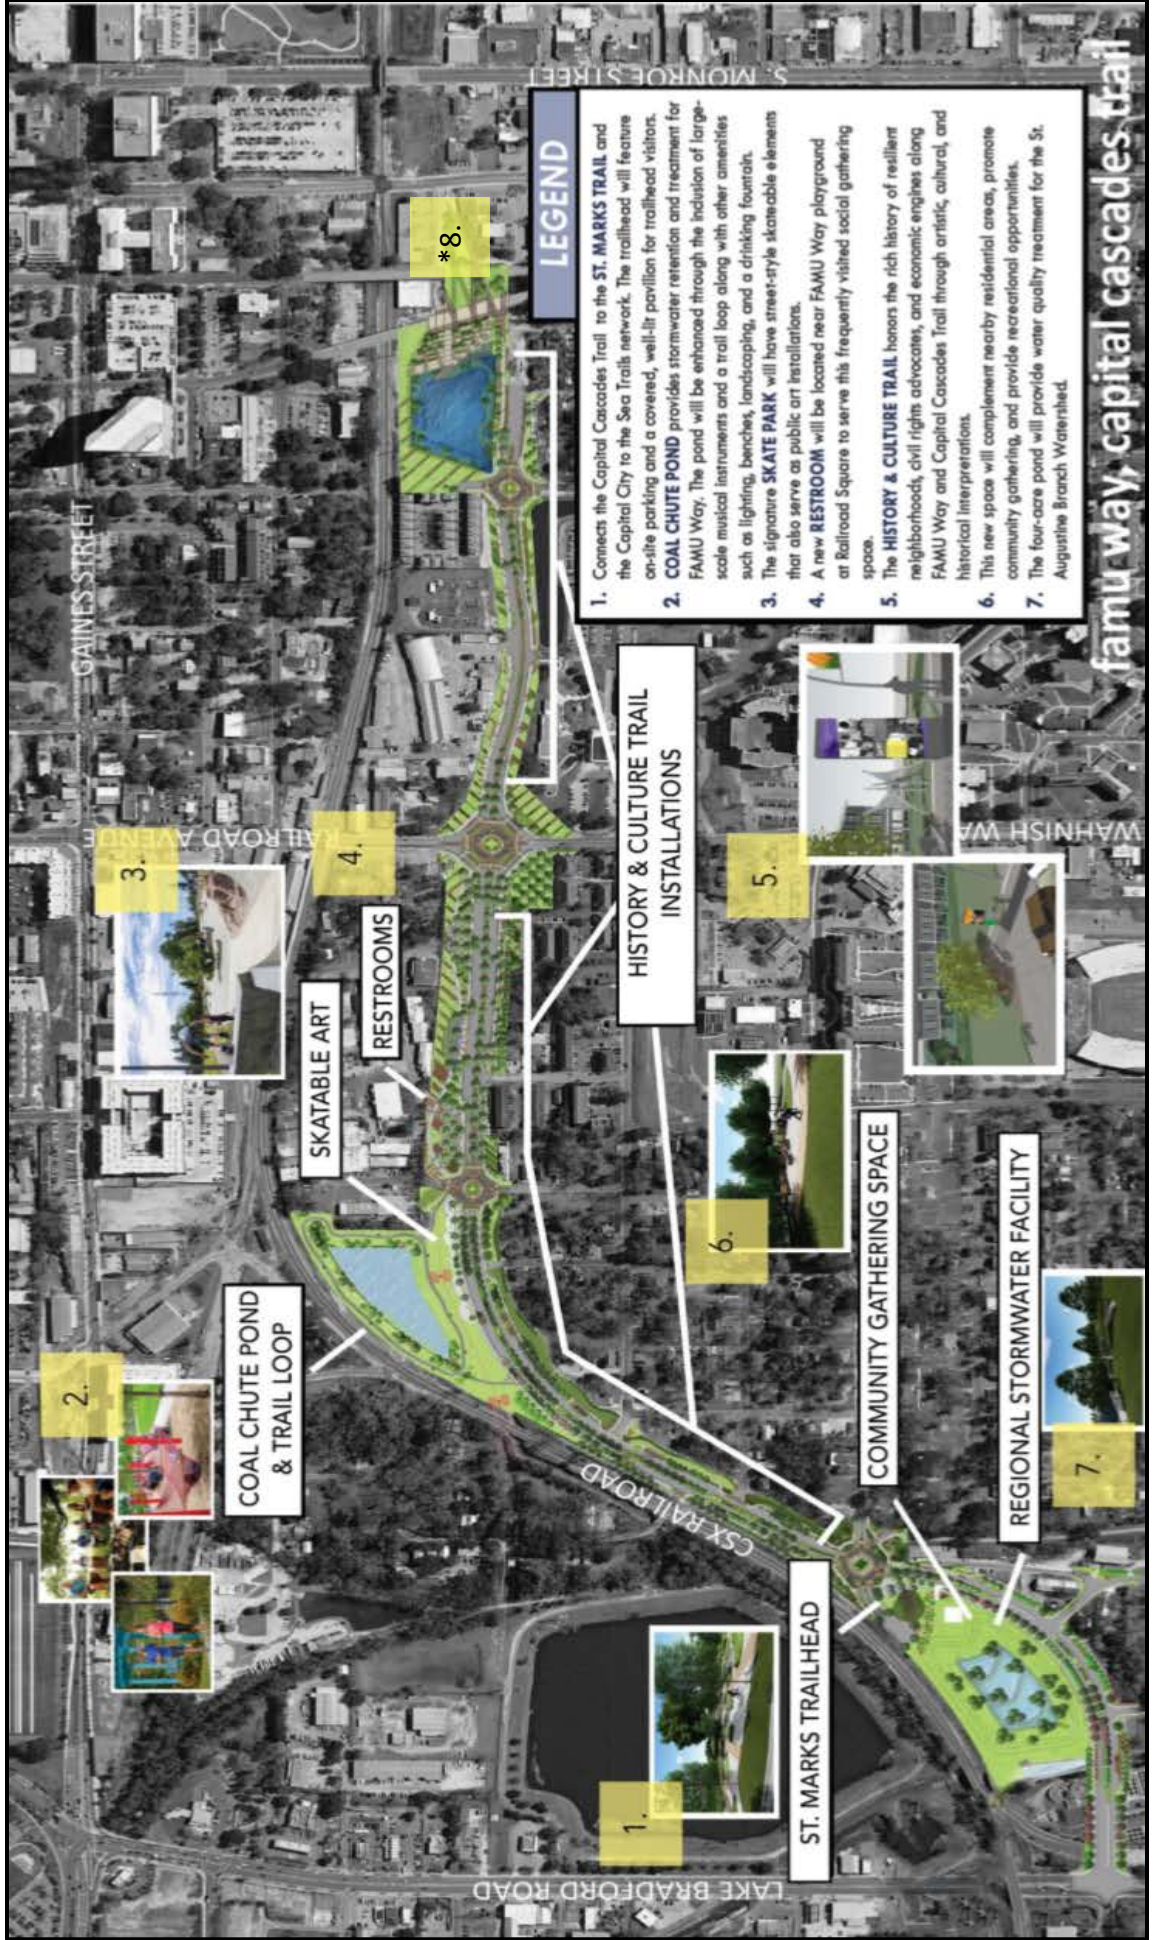 GAINES STREET
RAILROAD AVENUE
S. MONROE STREET
LAKE BRADFORD ROAD
CSX RAILROAD
WAHNISH WA
2.
COAL CHUTE POND
& TRAIL LOOP
3.
SKATABLE ART
4.
RESTROOMS
*8.
1.
ST. MARKS TRAILHEAD
HISTORY & CULTURE TRAIL
INSTALLATIONS
5.
6.
COMMUNITY GATHERING SPACE
7.
REGIONAL STORMWATER FACILITY
LEGEND
1. Connects the Capital Cascades Trail to the ST. MARKS TRAIL and
the Capital City to the Sea Trails network. The trailhead will feature
on-site parking and a covered, well-lit pavilion for trailhead visitors.
2. COAL CHUTE POND provides stormwater retention and treatment for
FAMU Way. The pond will be enhanced through the inclusion of large-
scale musical instruments and a trail loop along with other amenities
such as lighting, benches, landscaping, and a drinking fountain.
3. The signature SKATE PARK will have street-style skateable elements
that also serve as public art installations.
4. A new RESTROOM will be located near FAMU Way playground
at Railroad Square to serve this frequently visited social gathering
space.
5. The HISTORY & CULTURE TRAIL honors the rich history of resilient
neighborhoods, civil rights advocates, and economic engines along
FAMU Way and Capital Cascades Trail through artistic, cultural, and
historical interpretations.
6. This new space will complement nearby residential areas, promote
community gathering, and provide recreational opportunities.
7. The four-acre pond will provide water quality treatment for the St.
Augustine Branch Watershed.
famu way, capital cascades trail